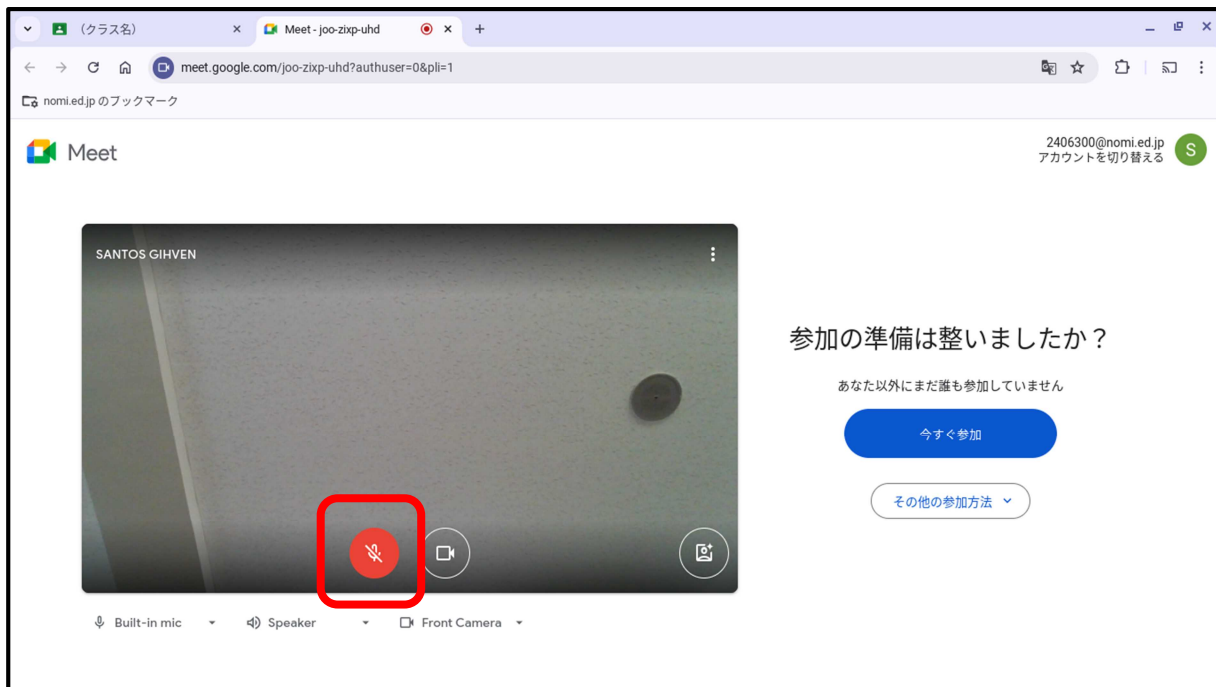 （クラス名）
Meet - joo-zixp-uhd
meet.google.com/joo-zixp-uhd?authuser=0&pli=1
nomi.ed.jp のブックマーク
Meet
2406300@nomi.ed.jp
アカウントを切り替える
S
SANTOS GIHVEN
参加の準備は整いましたか？
あなた以外にまだ誰も参加していません
今すぐ参加
その他の参加方法
Built-in mic
Speaker
Front Camera